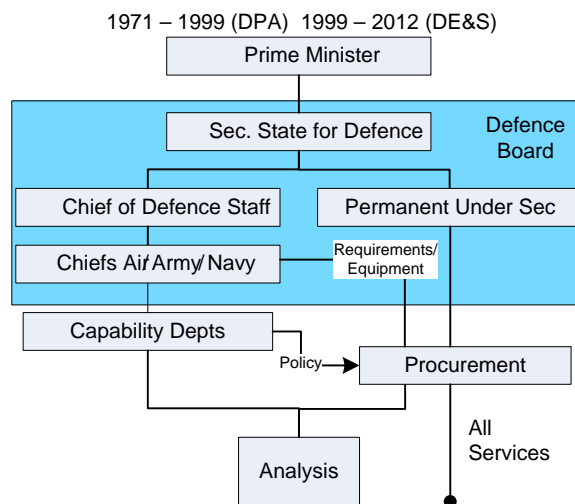 1971 – 1999 (DPA) 1999 – 2012 (DE&S)
Prime Minister
Sec. State for Defence
Defence
Board
Chief of Defence Staff
Permanent Under Sec
Chiefs Air/Army/Navy
Requirements/
Equipment
Capability Depts
Policy
Procurement
All
Services
Analysis